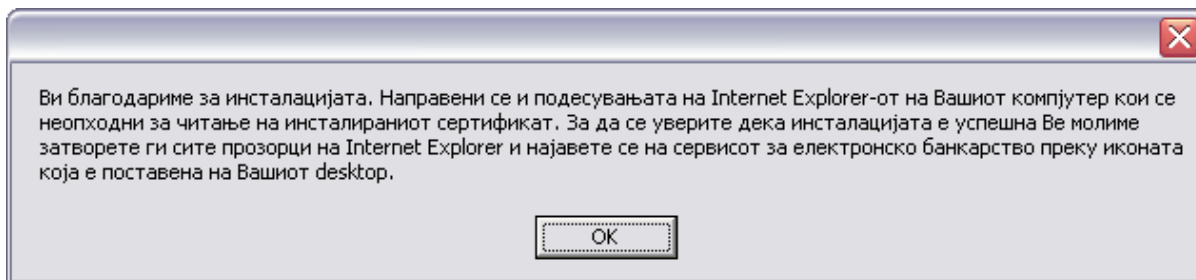 Ви благодариме за инсталацијата. Направени се и подесувањата на Internet Explorer-от на Вашиот компјутер кои се
неопходни за читање на инсталираниот сертификат. За да се уверите дека инсталацијата е успешна Ве молиме
затворете ги сите прозорци на Internet Explorer и најавете се на сервисот за електронско банкарство преку иконата
која е поставена на Вашиот desktop.
OK